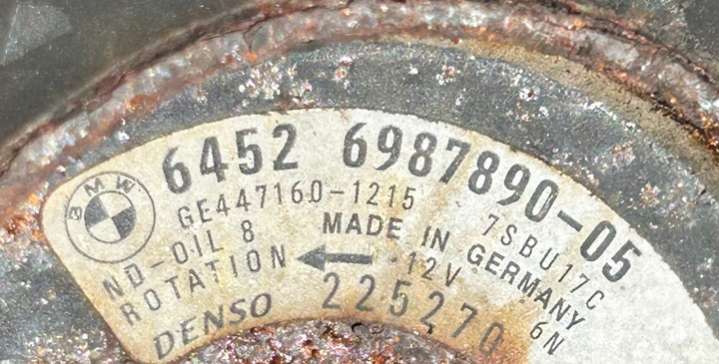 BMW
6452 6987890-05
GE447160-1215 7SBU17C
ND-OIL 8 MADE IN GERMANY
ROTATION 12V 6N
DENSO 225270